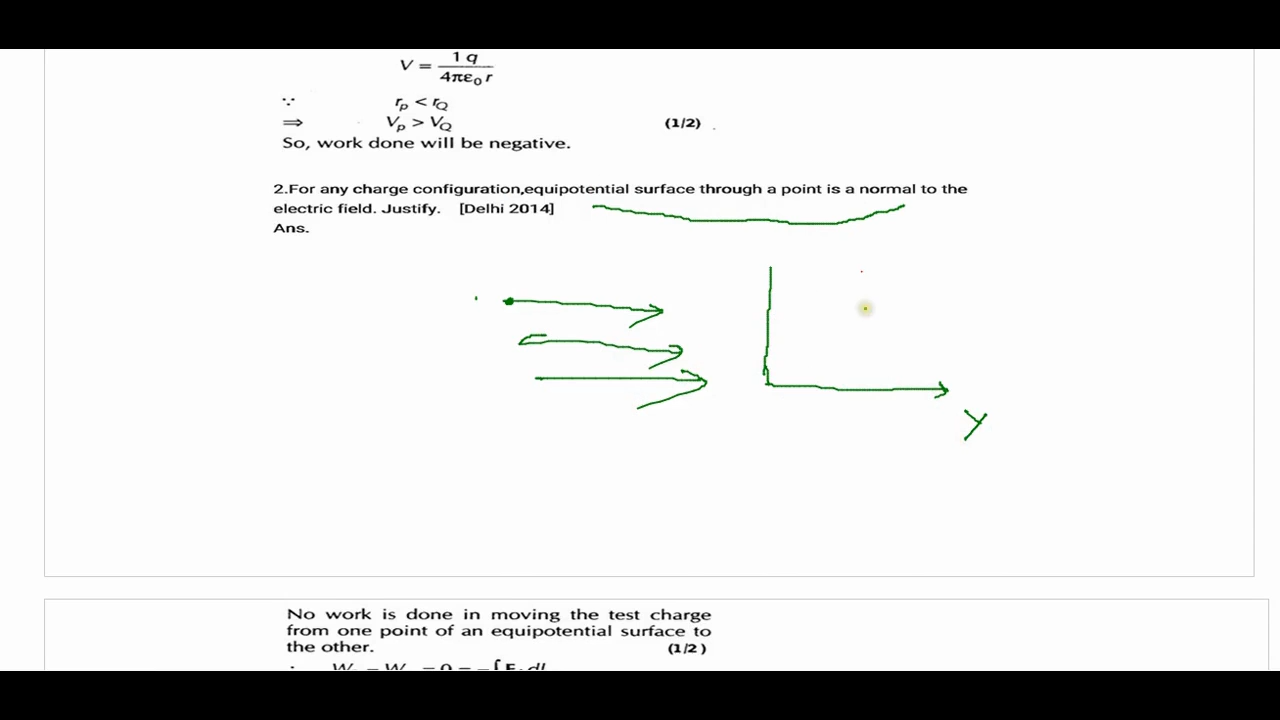 V = 1 q / 4πε₀ r
∵ r_p < r_Q
⇒ V_p > V_Q (1/2)
So, work done will be negative.
2.For any charge configuration,equipotential surface through a point is a normal to the
electric field. Justify. [Delhi 2014]
Ans.
Y
No work is done in moving the test charge
from one point of an equipotential surface to
the other. (1/2)